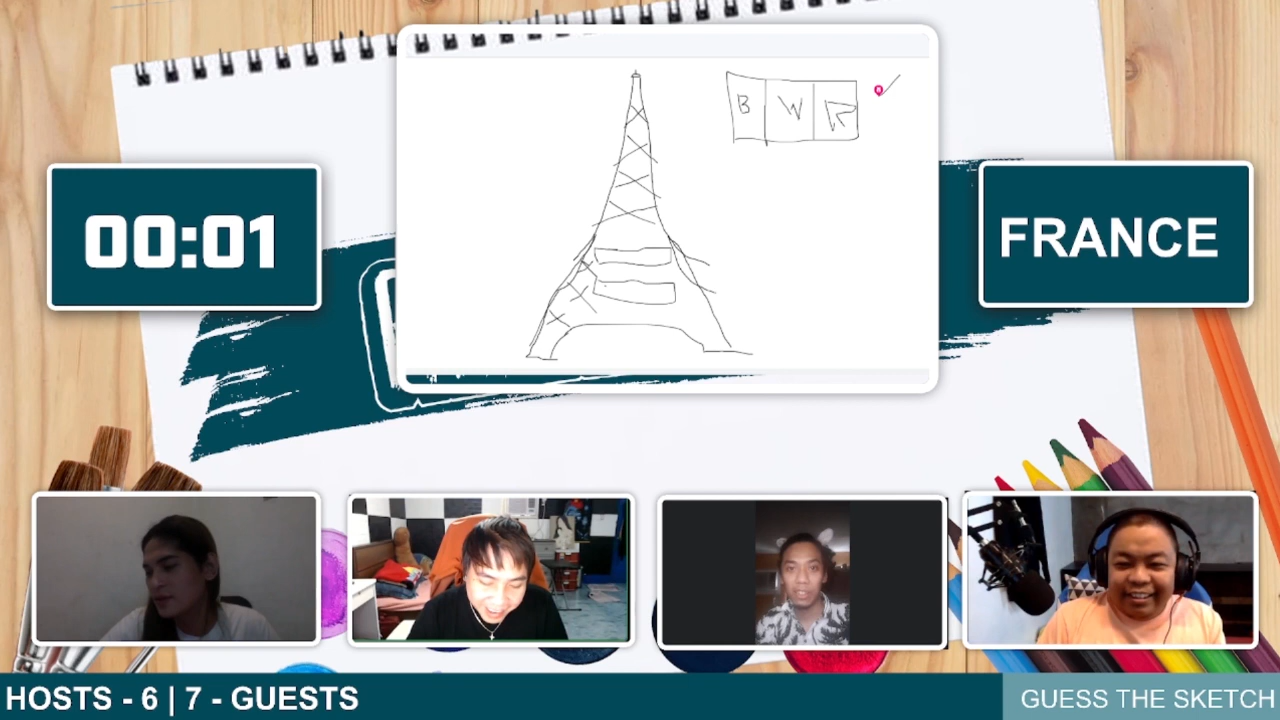 B W R
00:01
FRANCE
HOSTS - 6 | 7 - GUESTS
GUESS THE SKETCH